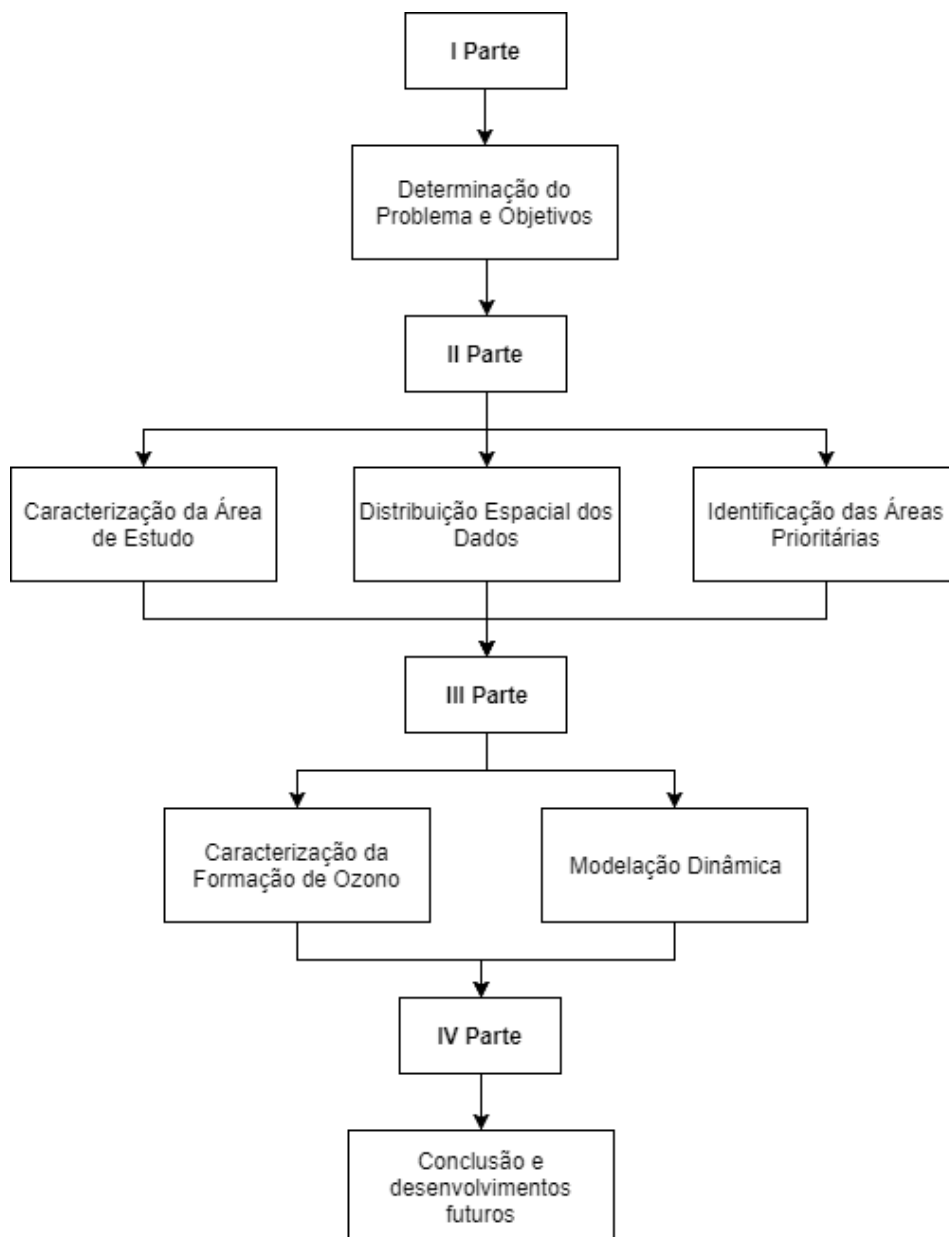 I Parte
Determinação do
Problema e Objetivos
II Parte
Caracterização da Área
de Estudo
Distribuição Espacial dos
Dados
Identificação das Áreas
Prioritárias
III Parte
Caracterização da
Formação de Ozono
Modelação Dinâmica
IV Parte
Conclusão e
desenvolvimentos
futuros